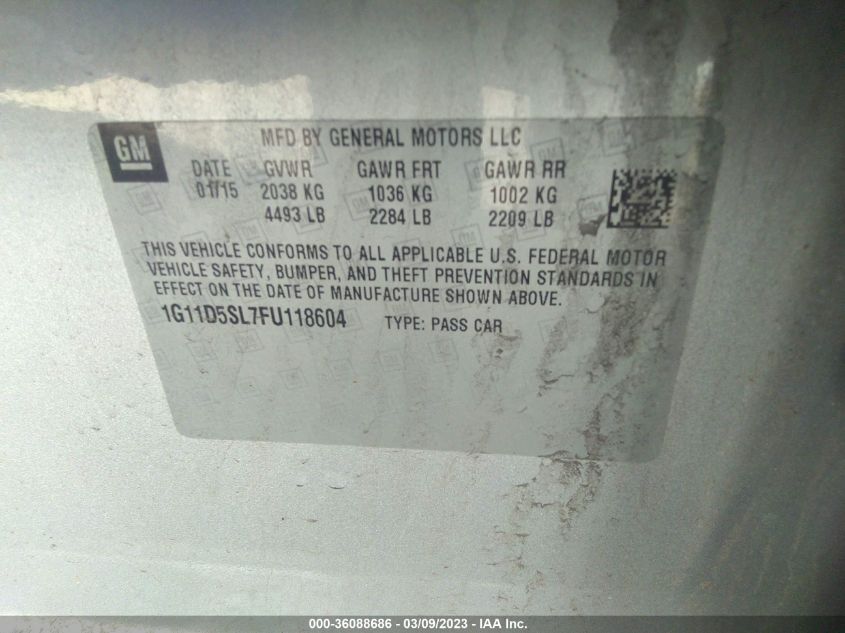 GM
MFD BY GENERAL MOTORS LLC
DATE GVWR GAWR FRT GAWR RR
01/15 2038 KG 1036 KG 1002 KG
4493 LB 2284 LB 2209 LB
THIS VEHICLE CONFORMS TO ALL APPLICABLE U.S. FEDERAL MOTOR
VEHICLE SAFETY, BUMPER, AND THEFT PREVENTION STANDARDS IN
EFFECT ON THE DATE OF MANUFACTURE SHOWN ABOVE.
1G11D5SL7FU118604 TYPE: PASS CAR
000-36088686 - 03/09/2023 - IAA Inc.